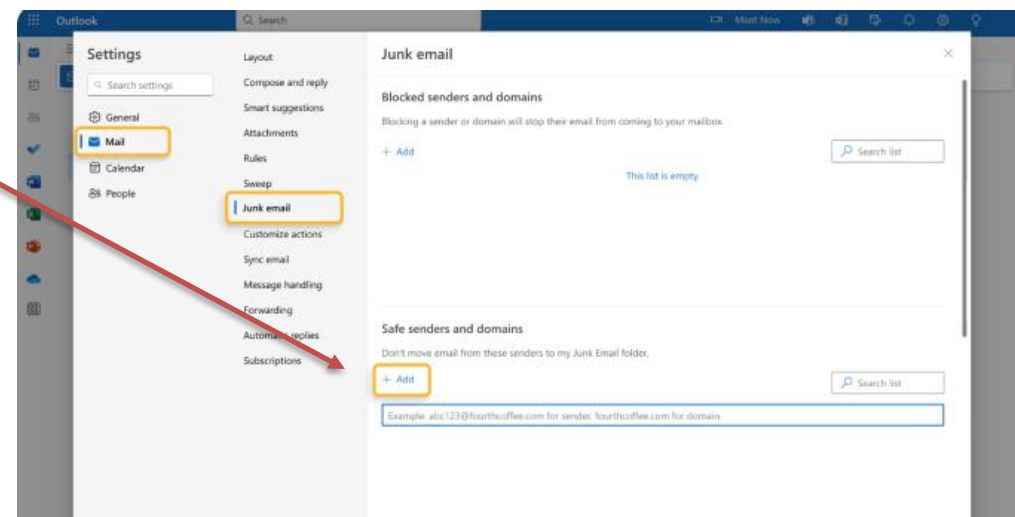 Outlook
Search
Meet Now
Settings
Search settings
General
Mail
Calendar
People
Layout
Compose and reply
Smart suggestions
Attachments
Rules
Sweep
Junk email
Customize actions
Sync email
Message handling
Forwarding
Automatic replies
Subscriptions
Junk email
Blocked senders and domains
Blocking a sender or domain will stop their email from coming to your mailbox.
+ Add
Search list
This list is empty.
Safe senders and domains
Don't move email from these senders to my Junk Email folder.
+ Add
Search list
Example: abc123@fourthcoffee.com for sender, fourthcoffee.com for domain.